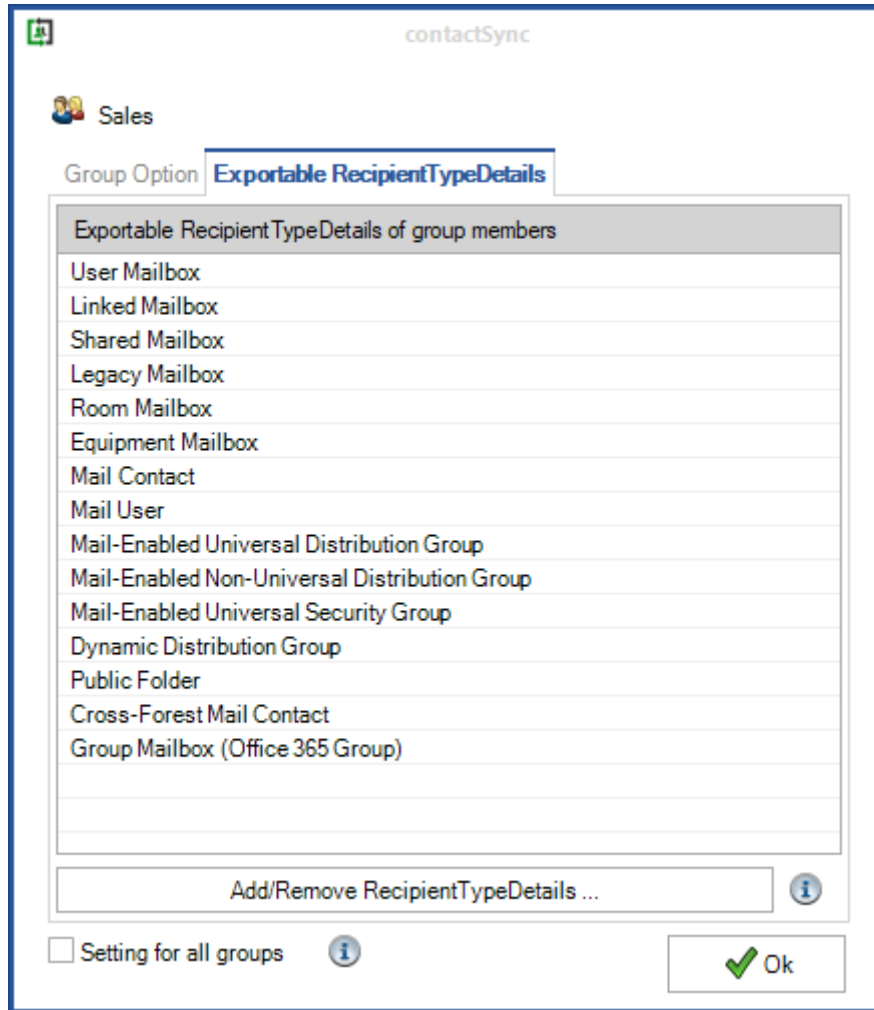 contactSync
Sales
Group Option Exportable RecipientTypeDetails
Exportable RecipientTypeDetails of group members
User Mailbox
Linked Mailbox
Shared Mailbox
Legacy Mailbox
Room Mailbox
Equipment Mailbox
Mail Contact
Mail User
Mail-Enabled Universal Distribution Group
Mail-Enabled Non-Universal Distribution Group
Mail-Enabled Universal Security Group
Dynamic Distribution Group
Public Folder
Cross-Forest Mail Contact
Group Mailbox (Office 365 Group)
Add/Remove RecipientTypeDetails ...
Setting for all groups
Ok